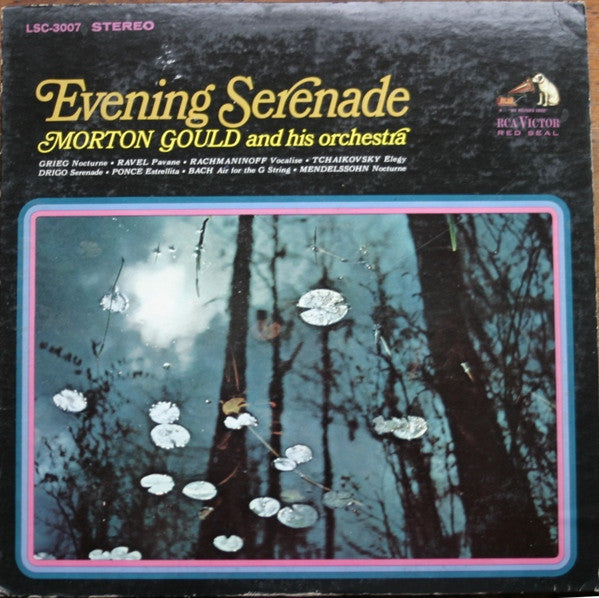 LSC-3007 STEREO
Evening Serenade
MORTON GOULD and his orchestra
GRIEG Nocturne • RAVEL Pavane • RACHMANINOFF Vocalise • TCHAIKOVSKY Elegy
DRIGO Serenade • PONCE Estrellita • BACH Air for the G String • MENDELSSOHN Nocturne
RCA VICTOR
RED SEAL